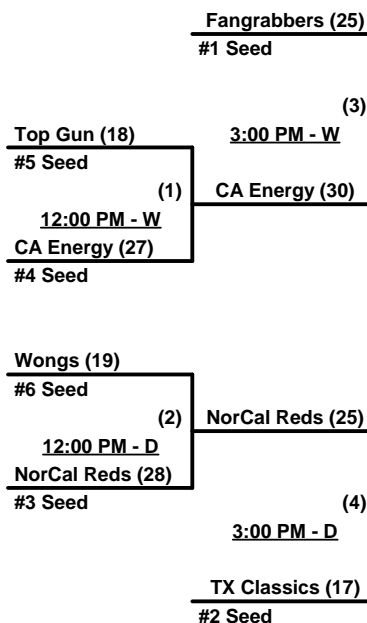 Fangrabbers (25)
#1 Seed
(3)
3:00 PM - W
Top Gun (18)
#5 Seed
(1)
12:00 PM - W
CA Energy (30)
CA Energy (27)
#4 Seed
Wongs (19)
#6 Seed
(2)
12:00 PM - D
NorCal Reds (25)
NorCal Reds (28)
#3 Seed
(4)
3:00 PM - D
TX Classics (17)
#2 Seed